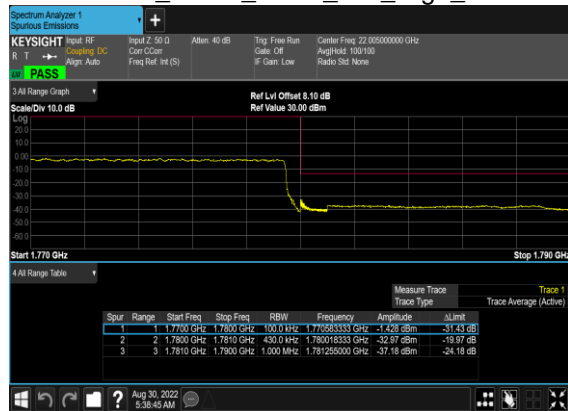 Spectrum Analyzer 1
Spurious Emissions
KEYSIGHT Input: RF Input Z: 50 Ω Atten: 40 dB Trig: Free Run Center Freq: 22.005000000 GHz
R T Coupling: DC Corr CCorr Gate: Off Avg|Hold: 100/100
Align: Auto Freq Ref: Int (S) IF Gain: Low Radio Std: None
PASS
3 All Range Graph
Ref Lvl Offset 8.10 dB
Scale/Div 10.0 dB Ref Value 30.00 dBm
Log
20.0
10.0
0.00
-10.0
-20.0
-30.0
-40.0
-50.0
-60.0
Start 1.770 GHz Stop 1.790 GHz
4 All Range Table
Measure Trace Trace 1
Trace Type Trace Average (Active)
Spur Range Start Freq Stop Freq RBW Frequency Amplitude ΔLimit
1 1 1.7700 GHz 1.7800 GHz 100.0 kHz 1.770583333 GHz -1.428 dBm -31.43 dB
2 2 1.7800 GHz 1.7810 GHz 430.0 kHz 1.780018333 GHz -32.97 dBm -19.97 dB
3 3 1.7810 GHz 1.7900 GHz 1.000 MHz 1.781255000 GHz -37.18 dBm -24.18 dB
Aug 30, 2022
5:38:45 AM